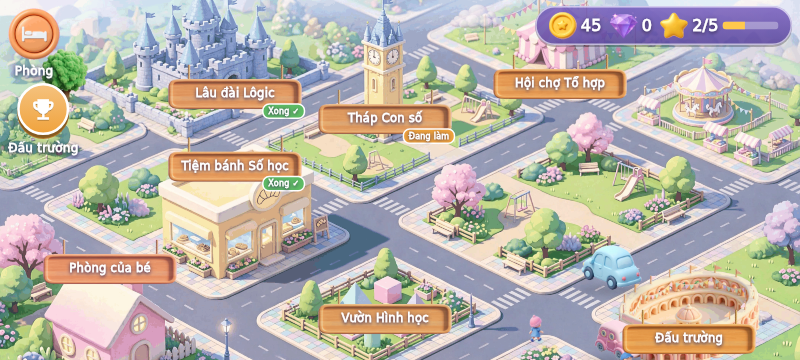 45 0 2/5
Phòng
Lâu đài Lôgic
Xong ✓
Hội chợ Tổ hợp
Tháp Con số
Đang làm
Đấu trường
Tiệm bánh Số học
Xong ✓
Phòng của bé
Vườn Hình học
Đấu trường